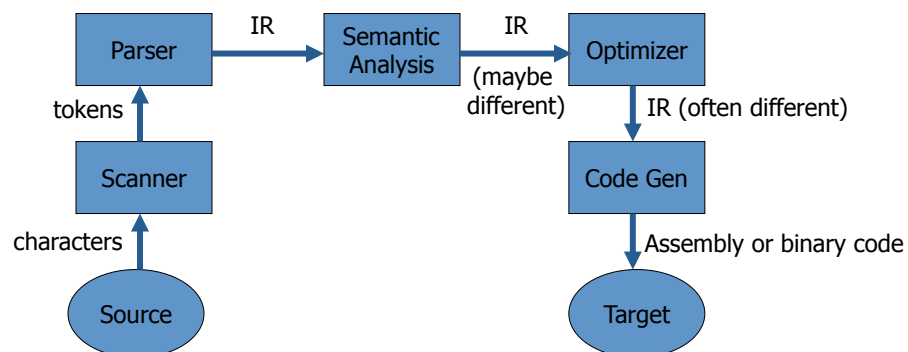 IR
IR
Parser
Semantic
Analysis
Optimizer
(maybe
different)
tokens
IR (often different)
Scanner
Code Gen
characters
Assembly or binary code
Source
Target